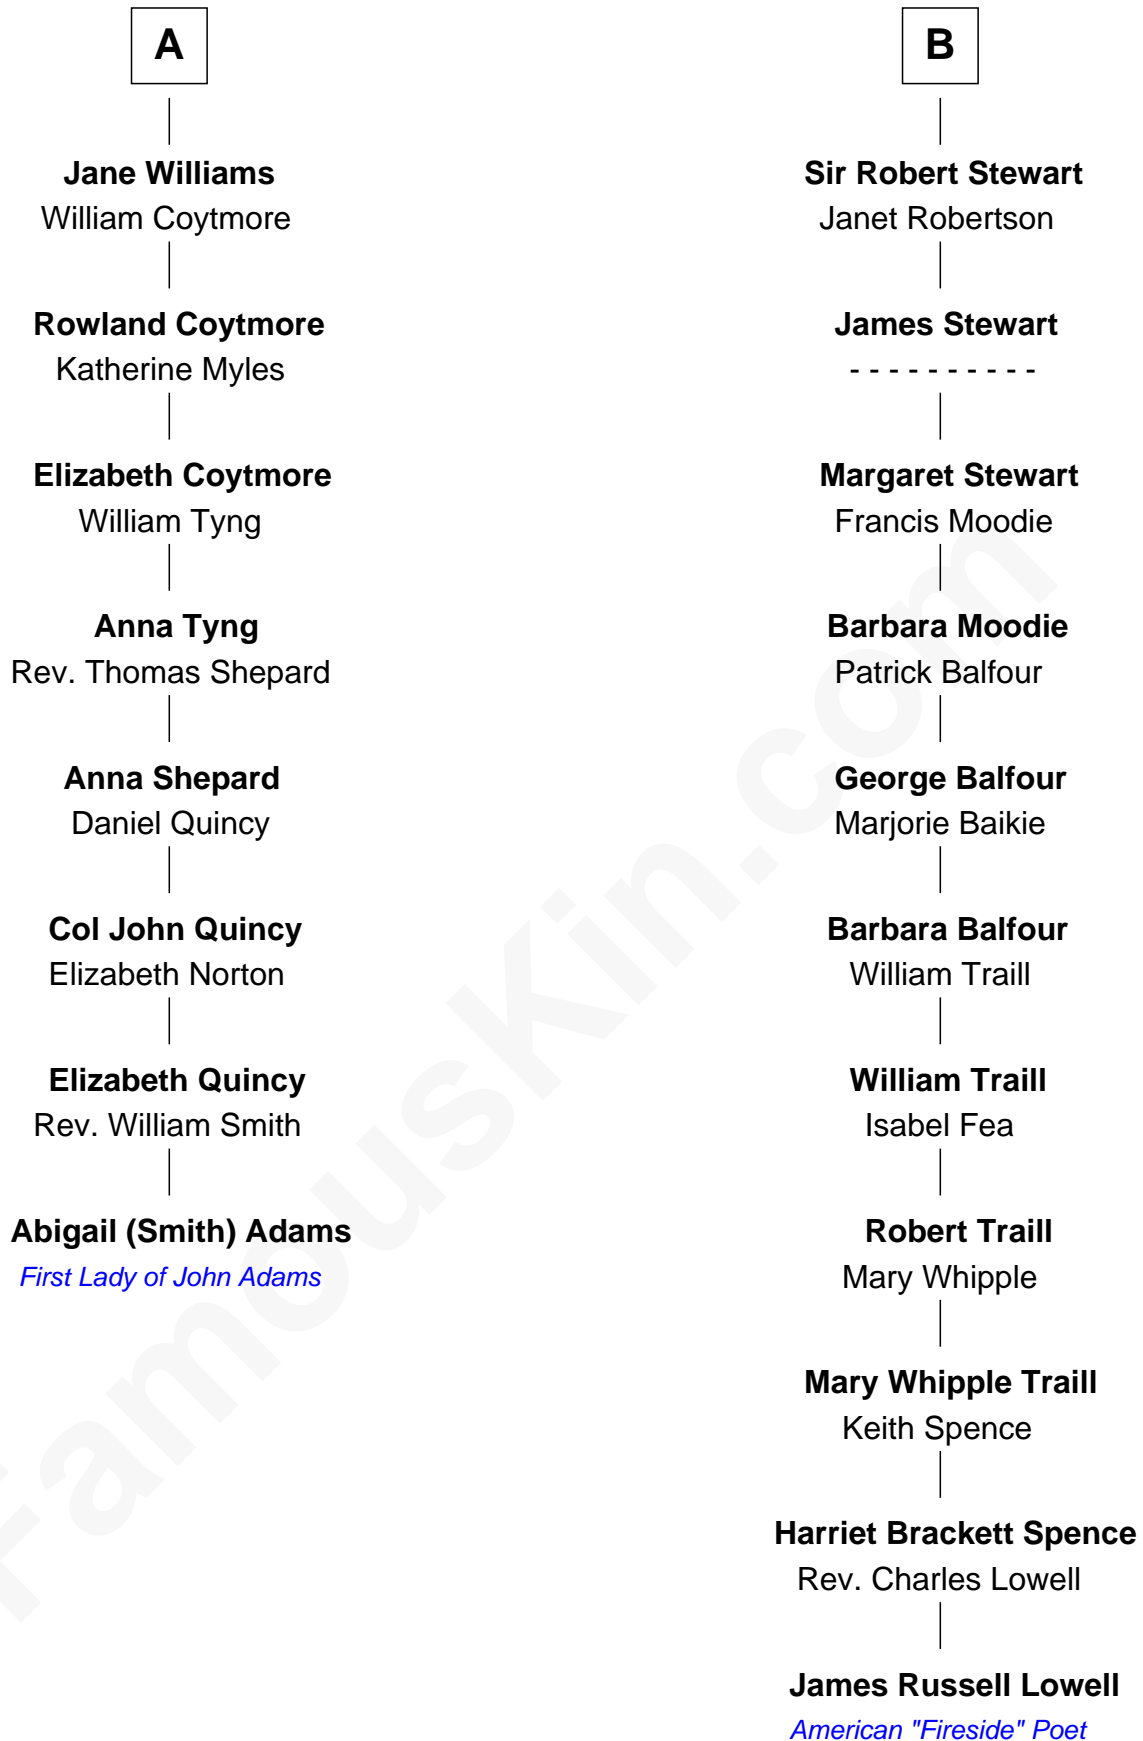 A
Jane Williams
William Coytmore
Rowland Coytmore
Katherine Myles
Elizabeth Coytmore
William Tyng
Anna Tyng
Rev. Thomas Shepard
Anna Shepard
Daniel Quincy
Col John Quincy
Elizabeth Norton
Elizabeth Quincy
Rev. William Smith
Abigail (Smith) Adams
First Lady of John Adams
B
Sir Robert Stewart
Janet Robertson
James Stewart
- - - - - - - - - -
Margaret Stewart
Francis Moodie
Barbara Moodie
Patrick Balfour
George Balfour
Marjorie Baikie
Barbara Balfour
William Traill
William Traill
Isabel Fea
Robert Traill
Mary Whipple
Mary Whipple Traill
Keith Spence
Harriet Brackett Spence
Rev. Charles Lowell
James Russell Lowell
American "Fireside" Poet
FamousKin.com